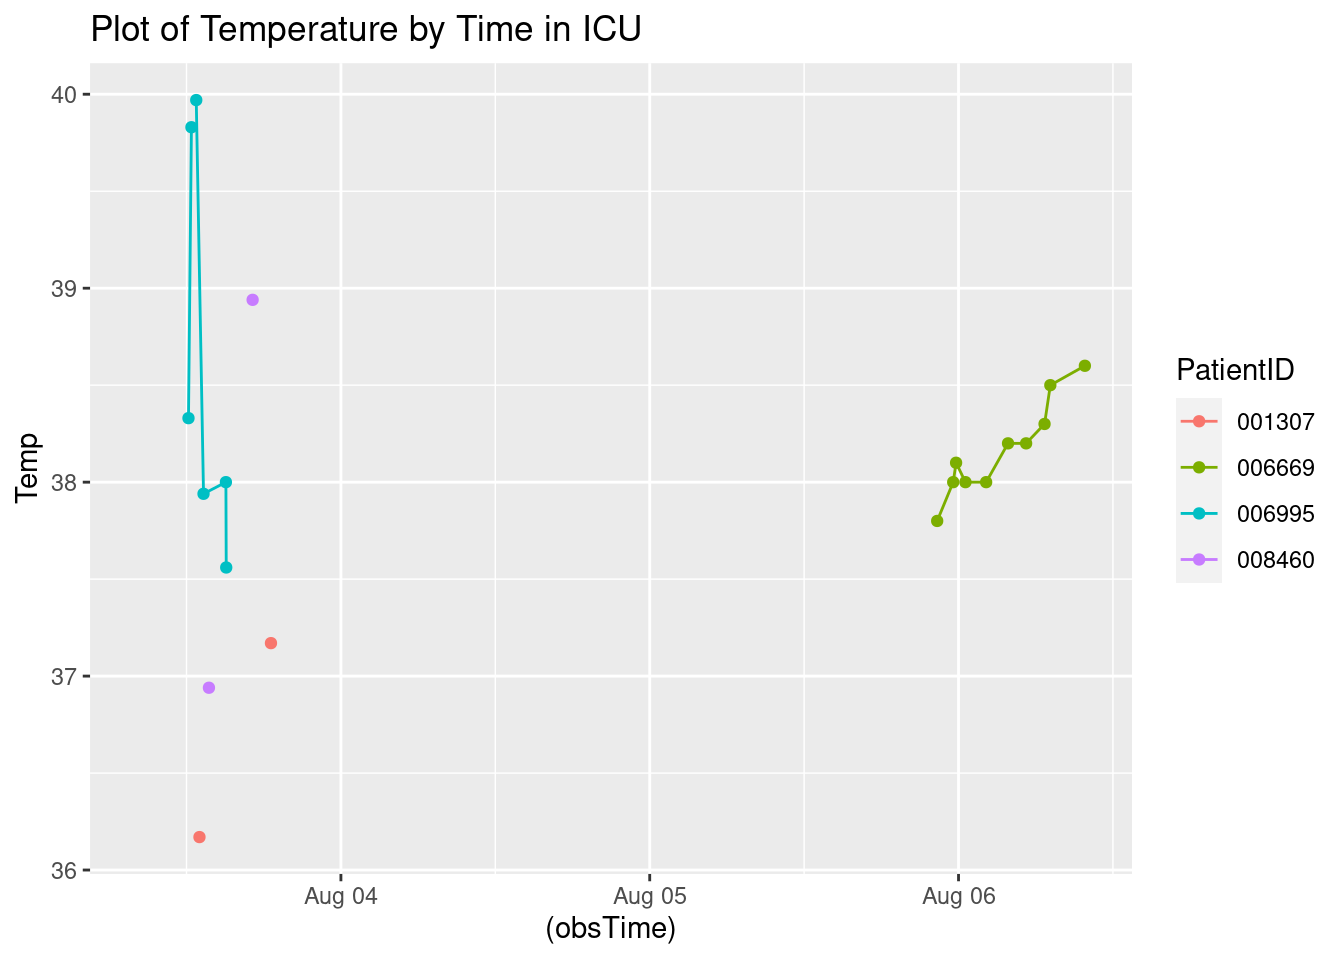 Plot of Temperature by Time in ICU
40
39
38
37
36
Temp
Aug 04
Aug 05
Aug 06
(obsTime)
PatientID
001307
006669
006995
008460